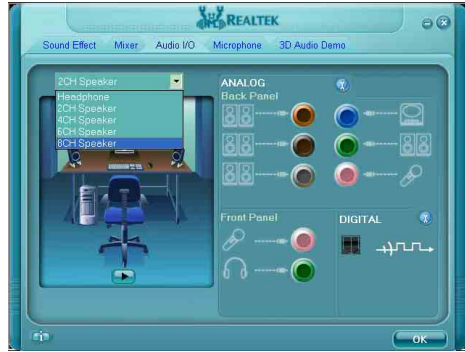 REALTEK
Sound Effect Mixer Audio I/O Microphone 3D Audio Demo
2CH Speaker
Headphone
2CH Speaker
4CH Speaker
6CH Speaker
8CH Speaker
ANALOG
Back Panel
Front Panel
DIGITAL
OK